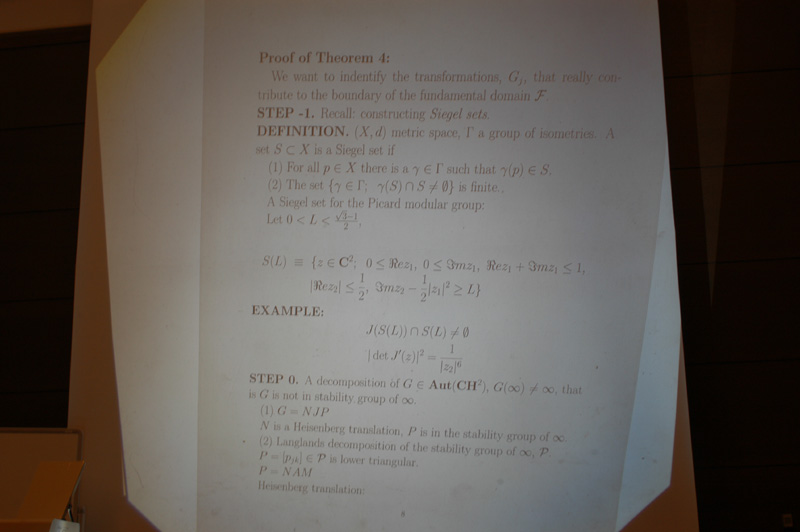 Proof of Theorem 4:
We want to indentify the transformations, G_j, that really con-
tribute to the boundary of the fundamental domain 𝓕.
STEP -1. Recall: constructing Siegel sets.
DEFINITION. (X, d) metric space, Γ a group of isometries. A
set S ⊂ X is a Siegel set if
(1) For all p ∈ X there is a γ ∈ Γ such that γ(p) ∈ S.
(2) The set {γ ∈ Γ; γ(S) ∩ S ≠ ∅} is finite.
A Siegel set for the Picard modular group:
Let 0 < L ≤ (√3−1)/2,
S(L) ≡ {z ∈ C²; 0 ≤ ℜez₁, 0 ≤ ℑmz₁, ℜez₁ + ℑmz₁ ≤ 1,
|ℜez₂| ≤ 1/2, ℑmz₂ − 1/2|z₁|² ≥ L}
EXAMPLE:
J(S(L)) ∩ S(L) ≠ ∅
|det J′(z)|² = 1/|z₂|⁶
STEP 0. A decomposition of G ∈ Aut(CH²), G(∞) ≠ ∞, that
is G is not in stability group of ∞.
(1) G = NJP
N is a Heisenberg translation, P is in the stability group of ∞.
(2) Langlands decomposition of the stability group of ∞, 𝒫.
P = [p_jk] ∈ 𝒫 is lower triangular.
P = NAM
Heisenberg translation: